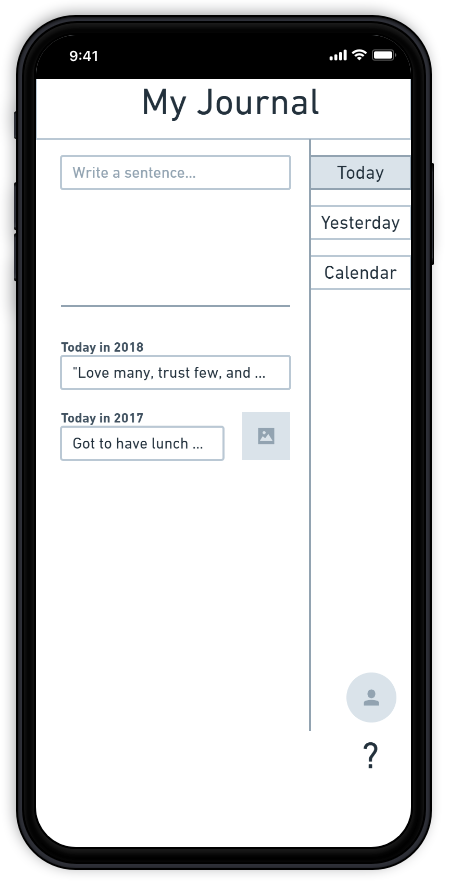 9:41
My Journal
Write a sentence...
Today
Yesterday
Calendar
Today in 2018
"Love many, trust few, and ...
Today in 2017
Got to have lunch ...
?